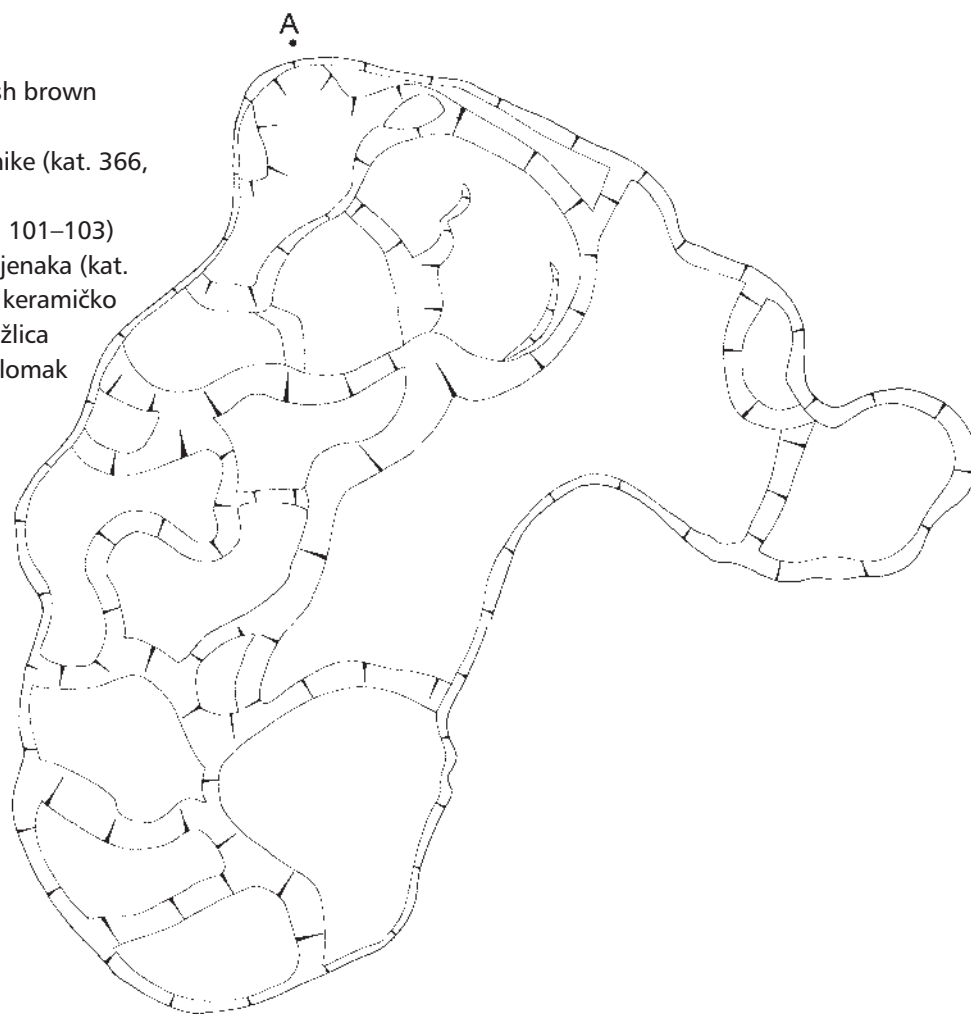 A
sh brown
nike (kat. 366,
101–103)
jenaka (kat.
keramičko
žlica
lomak